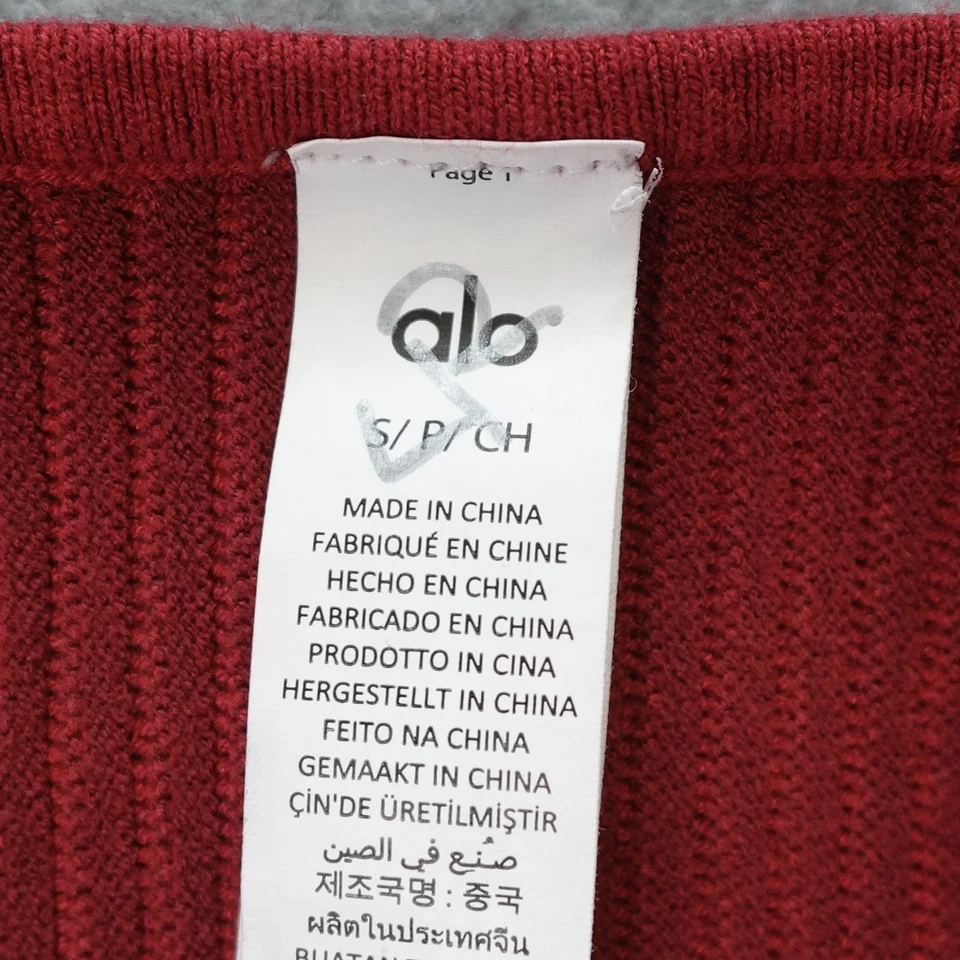 Page 1
alo
S/ P/ CH
MADE IN CHINA
FABRIQUÉ EN CHINE
HECHO EN CHINA
FABRICADO EN CHINA
PRODOTTO IN CINA
HERGESTELLT IN CHINA
FEITO NA CHINA
GEMAAKT IN CHINA
ÇİN'DE ÜRETİLMİŞTİR
صُنع في الصين
제조국명 : 중국
ผลิตในประเทศจีน
BUATAN